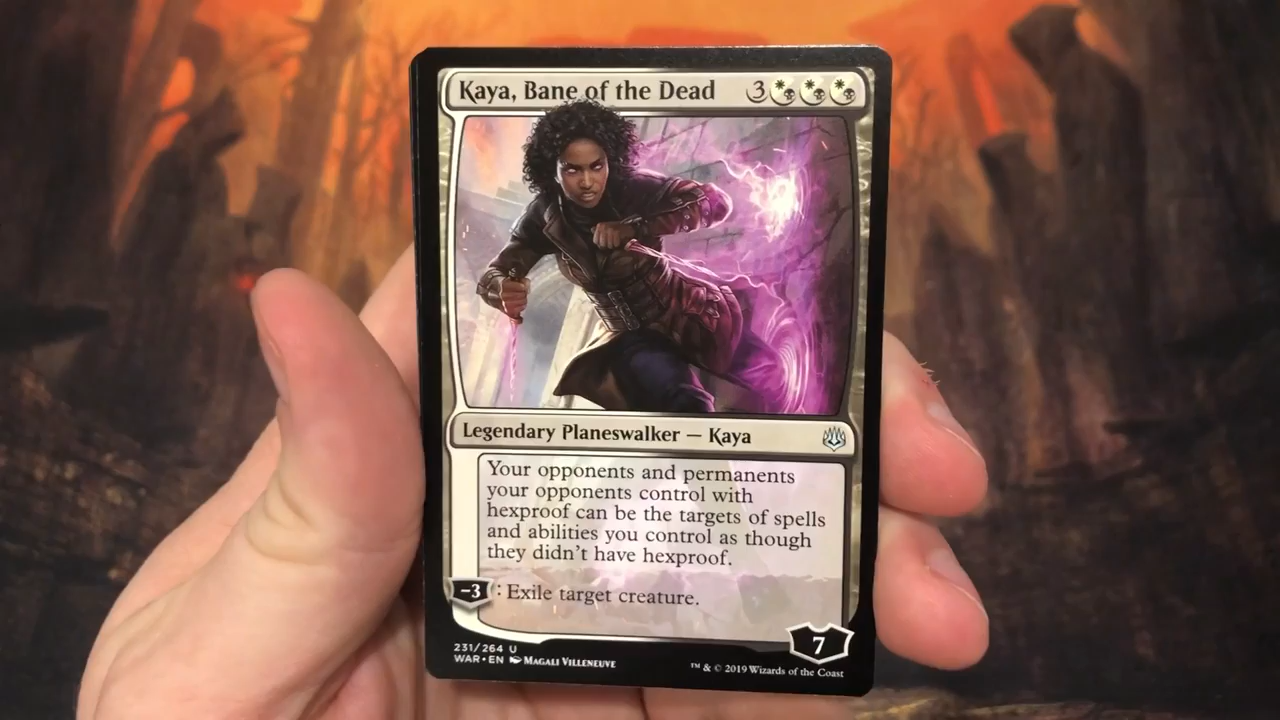 Kaya, Bane of the Dead 3
Legendary Planeswalker — Kaya
Your opponents and permanents
your opponents control with
hexproof can be the targets of spells
and abilities you control as though
they didn't have hexproof.
-3 : Exile target creature.
7
231/264 U
WAR • EN Magali Villeneuve
™ & © 2019 Wizards of the Coast